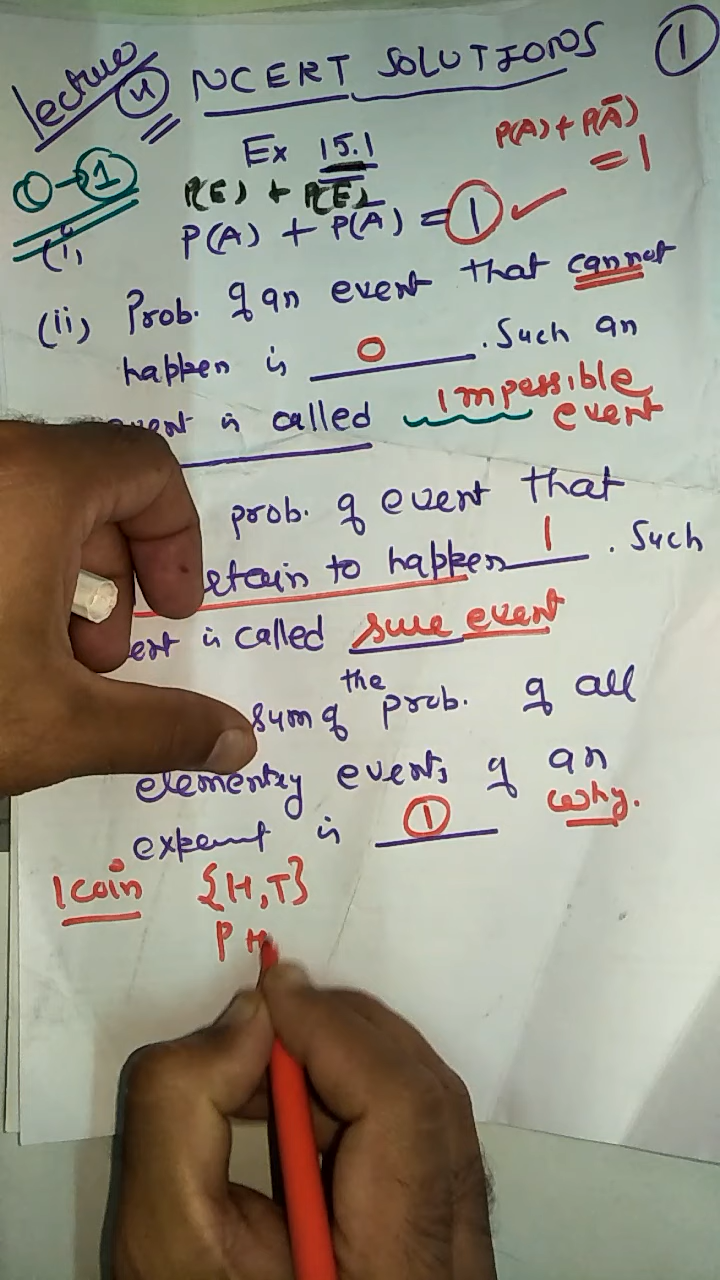 Lecture 4 NCERT SOLUTIONS 1
Ex 15.1
P(A) + P(Ā)
= 1
Q→1
P(E) + P(Ē)
(i) P(A) + P(Ā) = 1 ✓
(ii) Prob. of an event that cannot
happen is 0. Such an
event is called impossible
event
prob. of event that
certain to happen 1. Such
is called sure event
sum of the prob. of all
elementry events of an
is 1 why.
1 coin {H,T}
P H